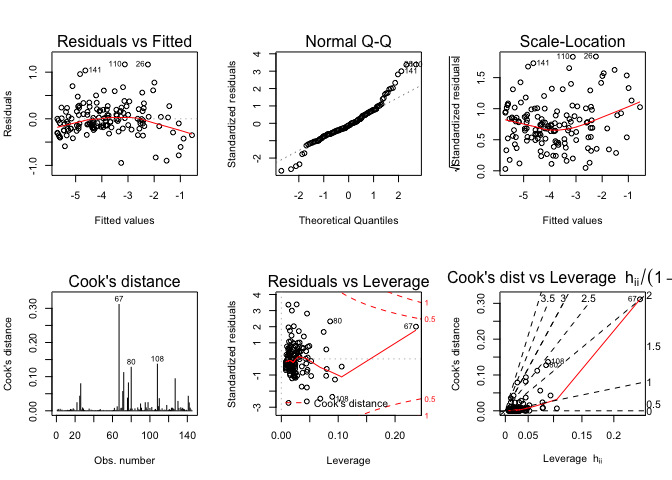 Residuals vs Fitted
Residuals
1.0
0.0
-1.0
141
110
26
-5 -4 -3 -2 -1
Fitted values
Normal Q-Q
Standardized residuals
4
3
2
0
-2
141
-2 -1 0 1 2
Theoretical Quantiles
Scale-Location
√|Standardized residuals|
1.5
1.0
0.5
0.0
141
110
26
-5 -4 -3 -2 -1
Fitted values
Cook's distance
Cook's distance
0.30
0.20
0.10
0.00
67
80
108
0 20 60 100 140
Obs. number
Residuals vs Leverage
Standardized residuals
4
3
2
1
-1
-3
80
67
108
Cook's distance
1
0.5
0.5
1
0.00 0.10 0.20
Leverage
Cook's dist vs Leverage hᵢᵢ/(1 −
Cook's distance
0.30
0.20
0.10
0.00
3.5 3 2.5
67
2
108
1.5
1
0.5
0
0 0.05 0.15 0.2
Leverage hᵢᵢ